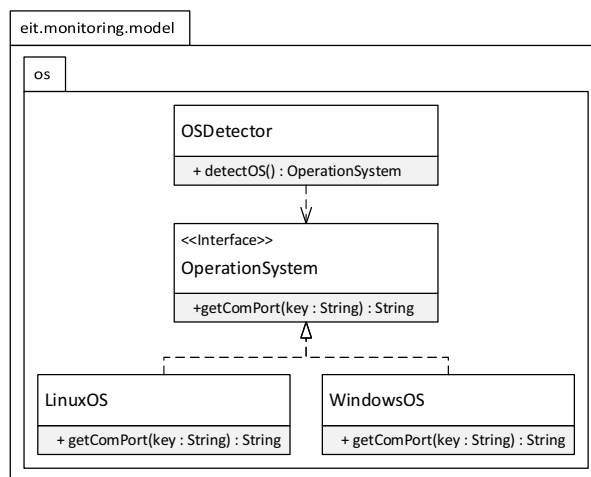 eit.monitoring.model
os
OSDetector
+ detectOS() : OperationSystem
<<Interface>>
OperationSystem
+getComPort(key : String) : String
LinuxOS
+ getComPort(key : String) : String
WindowsOS
+ getComPort(key : String) : String